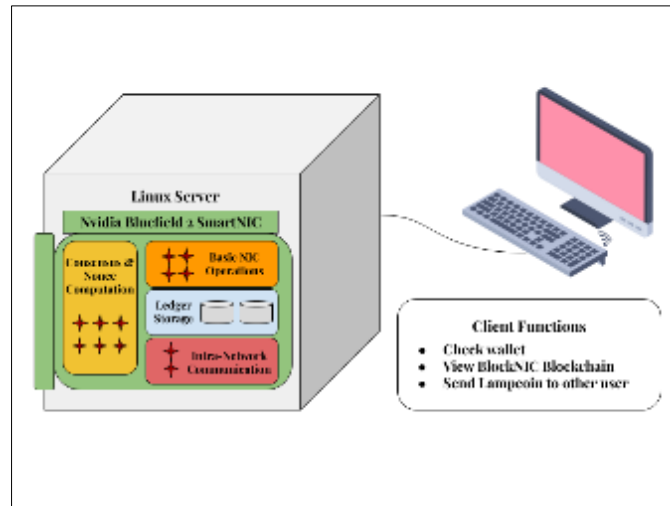 Linux Server
Nvidia Bluefield 2 SmartNIC
Consensus &
Nonce
Computation
Basic NIC
Operations
Ledger
Storage
Intra-Network
Communication
Client Functions
● Check wallet
● View BlockNIC Blockchain
● Send Lampcoin to other user